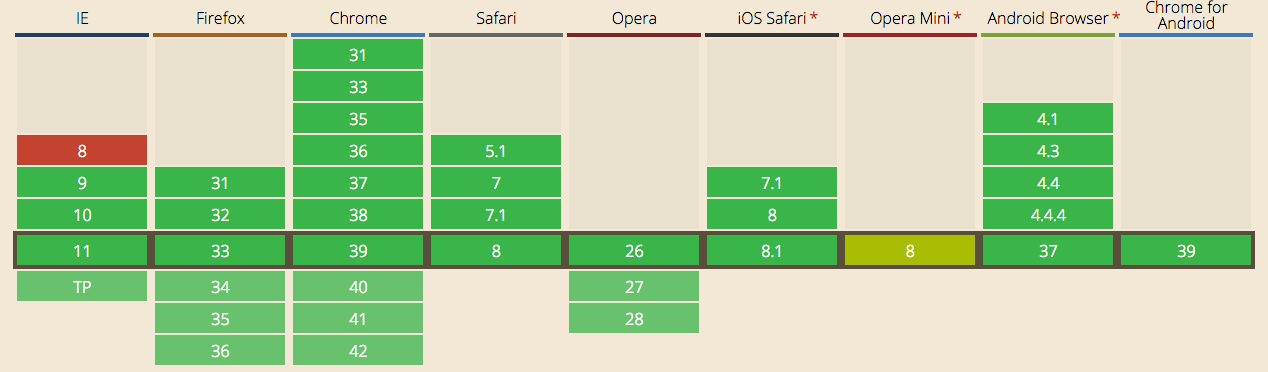 IE Firefox Chrome Safari Opera iOS Safari * Opera Mini * Android Browser * Chrome for Android
31
33
35 4.1
8 36 5.1 4.3
9 31 37 7 7.1 4.4
10 32 38 7.1 8 4.4.4
11 33 39 8 26 8.1 8 37 39
TP 34 40 27
35 41 28
36 42